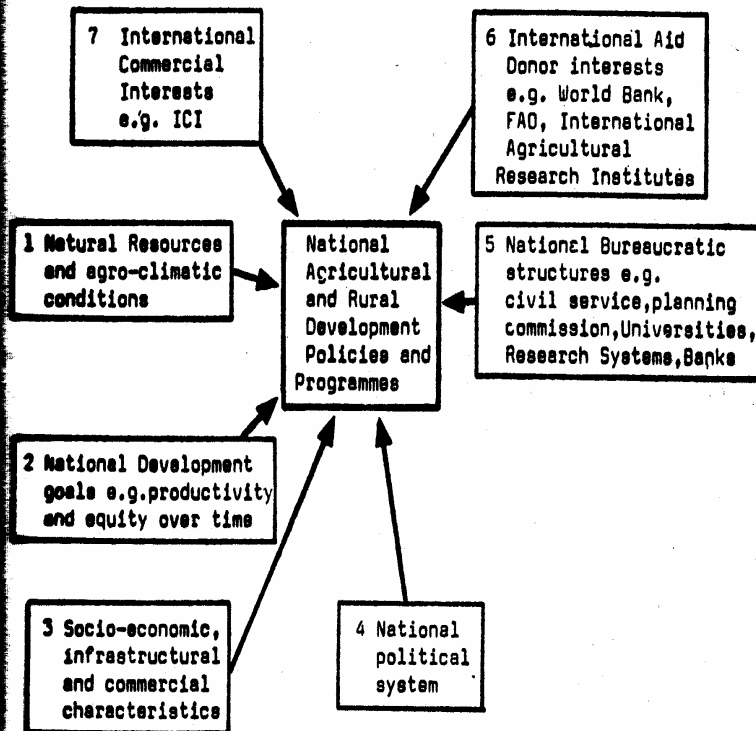 7 International
Commercial
Interests
e.g. ICI
6 International Aid
Donor interests
e.g. World Bank,
FAO, International
Agricultural
Research Institutes
1 Natural Resources
and agro-climatic
conditions
National
Agricultural
and Rural
Development
Policies and
Programmes
5 National Bureaucratic
structures e.g.
civil service,planning
commission,Universities,
Research Systems,Banks
2 National Development
goals e.g.productivity
and equity over time
3 Socio-economic,
infrastructural
and commercial
characteristics
4 National
political
system